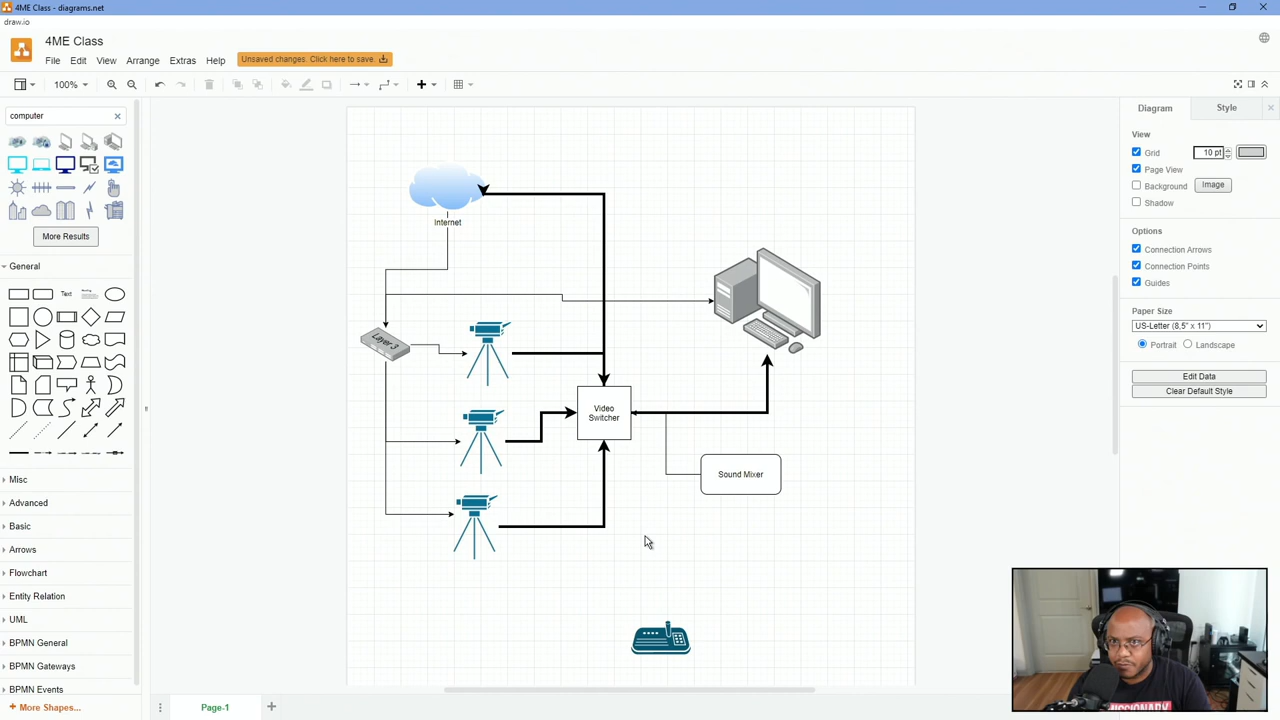 4ME Class - diagrams.net
draw.io
4ME Class
File Edit View Arrange Extras Help
Unsaved changes. Click here to save.
100%
computer
More Results
General
Text
Misc
Advanced
Basic
Arrows
Flowchart
Entity Relation
UML
BPMN General
BPMN Gateways
BPMN Events
+ More Shapes...
Internet
Layer 3
Video
Switcher
Sound Mixer
Page-1
Diagram Style
View
Grid 10 pt
Page View
Background Image
Shadow
Options
Connection Arrows
Connection Points
Guides
Paper Size
US-Letter (8,5" x 11")
Portrait Landscape
Edit Data
Clear Default Style
MISSIONARY